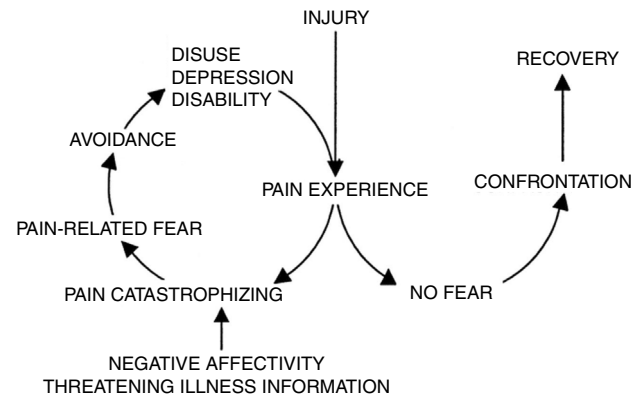 INJURY
DISUSE
DEPRESSION
DISABILITY
RECOVERY
AVOIDANCE
PAIN EXPERIENCE
CONFRONTATION
PAIN-RELATED FEAR
PAIN CATASTROPHIZING
NO FEAR
NEGATIVE AFFECTIVITY
THREATENING ILLNESS INFORMATION